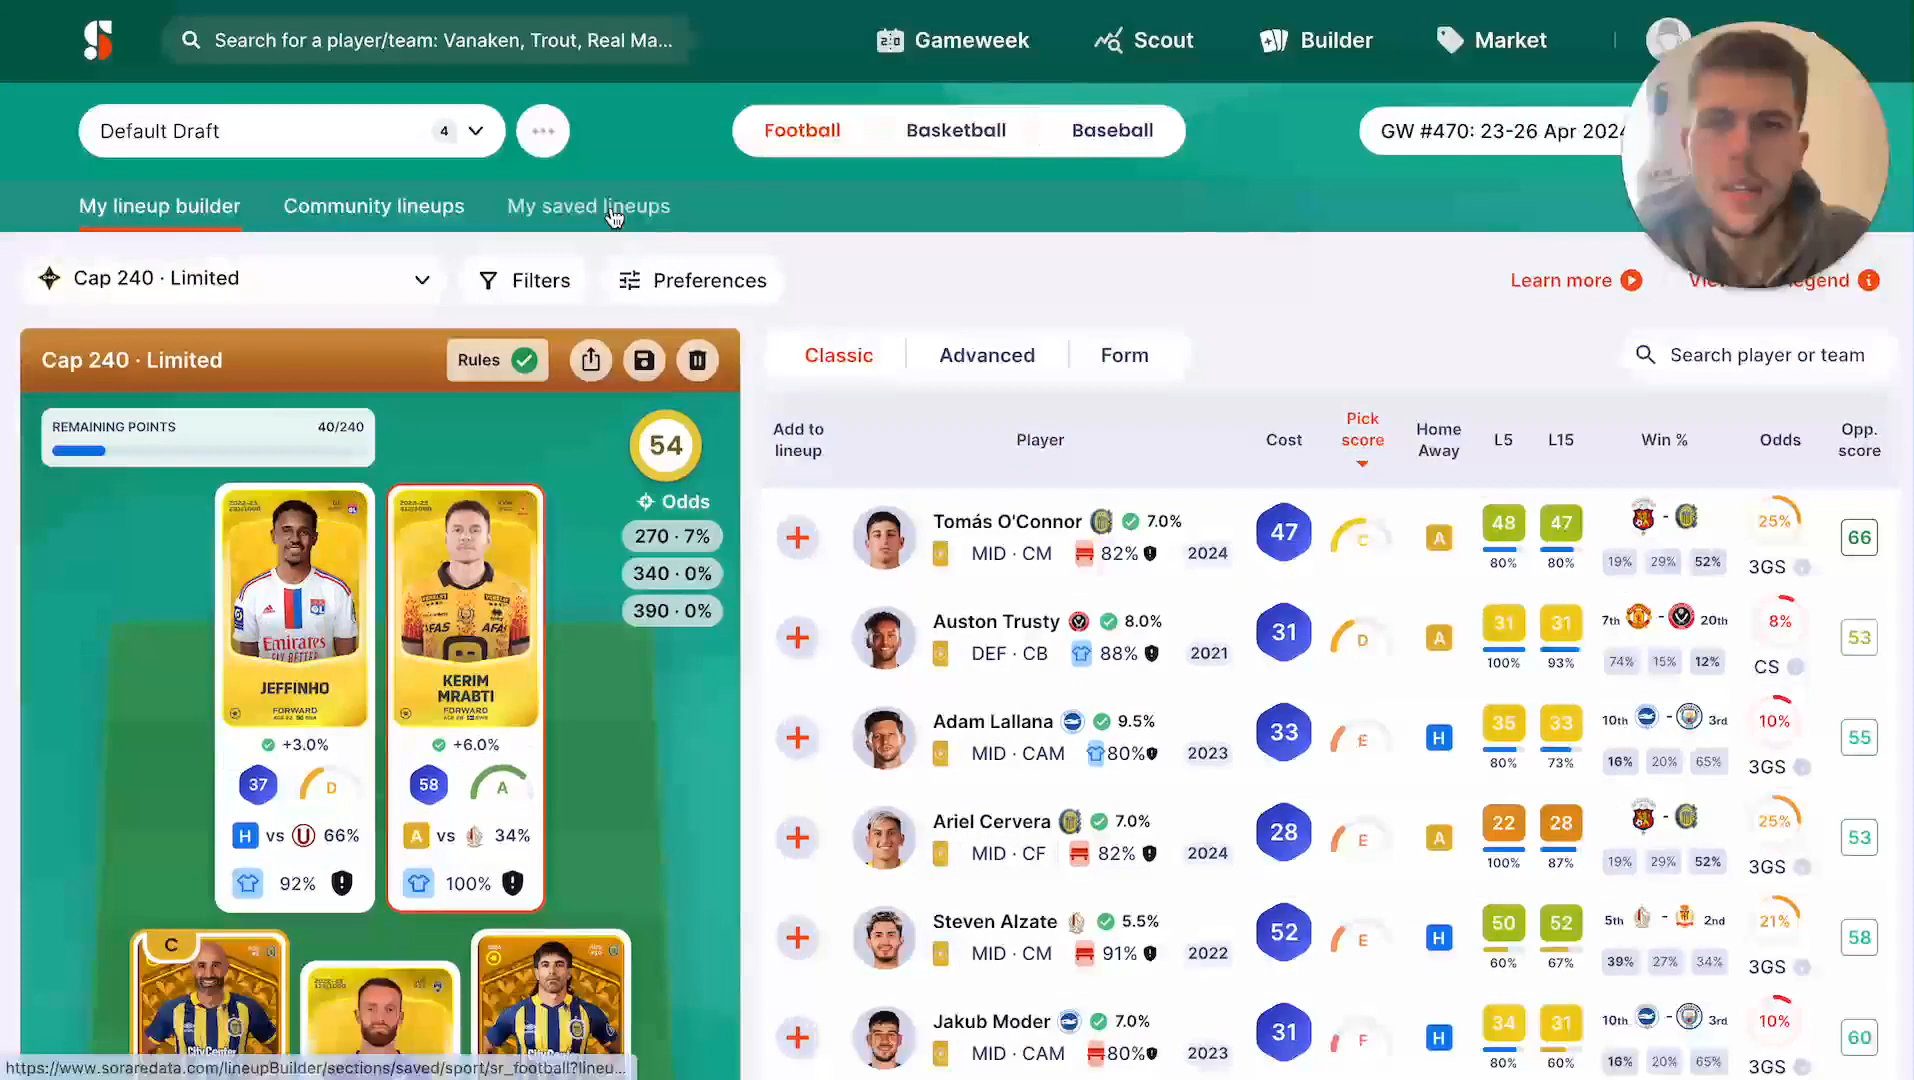 Search for a player/team: Vanaken, Trout, Real Ma...
Gameweek
Scout
Builder
Market
Default Draft
4
Football
Basketball
Baseball
GW #470: 23-26 Apr 2024
My lineup builder
Community lineups
My saved lineups
Cap 240 · Limited
Filters
Preferences
Learn more
legend
Cap 240 · Limited
Rules
Classic
Advanced
Form
Search player or team
REMAINING POINTS
40/240
54
Odds
270 · 7%
340 · 0%
390 · 0%
JEFFINHO
FORWARD
+3.0%
37
D
H vs 66%
92%
KERIM
MRABTI
FORWARD
+6.0%
58
A
A vs 34%
100%
C
Add to lineup
Player
Cost
Pick score
Home Away
L5
L15
Win %
Odds
Opp. score
Tomás O'Connor 7.0%
MID · CM 82% 2024
47
C
A
48 80%
47 80%
-
19% 29% 52%
25%
3GS
66
Auston Trusty 8.0%
DEF · CB 88% 2021
31
D
A
31 100%
31 93%
7th - 20th
74% 15% 12%
8%
CS
53
Adam Lallana 9.5%
MID · CAM 80% 2023
33
E
H
35 80%
33 73%
10th - 3rd
16% 20% 65%
10%
3GS
55
Ariel Cervera 7.0%
MID · CF 82% 2024
28
E
A
22 100%
28 87%
-
19% 29% 52%
25%
3GS
53
Steven Alzate 5.5%
MID · CM 91% 2022
52
E
H
50 60%
52 67%
5th - 2nd
39% 27% 34%
21%
3GS
58
Jakub Moder 7.0%
MID · CAM 80% 2023
31
F
H
34 80%
31 60%
10th - 3rd
16% 20% 65%
10%
3GS
60
https://www.soraredata.com/lineupBuilder/sections/saved/sport/sr_football?lineu...